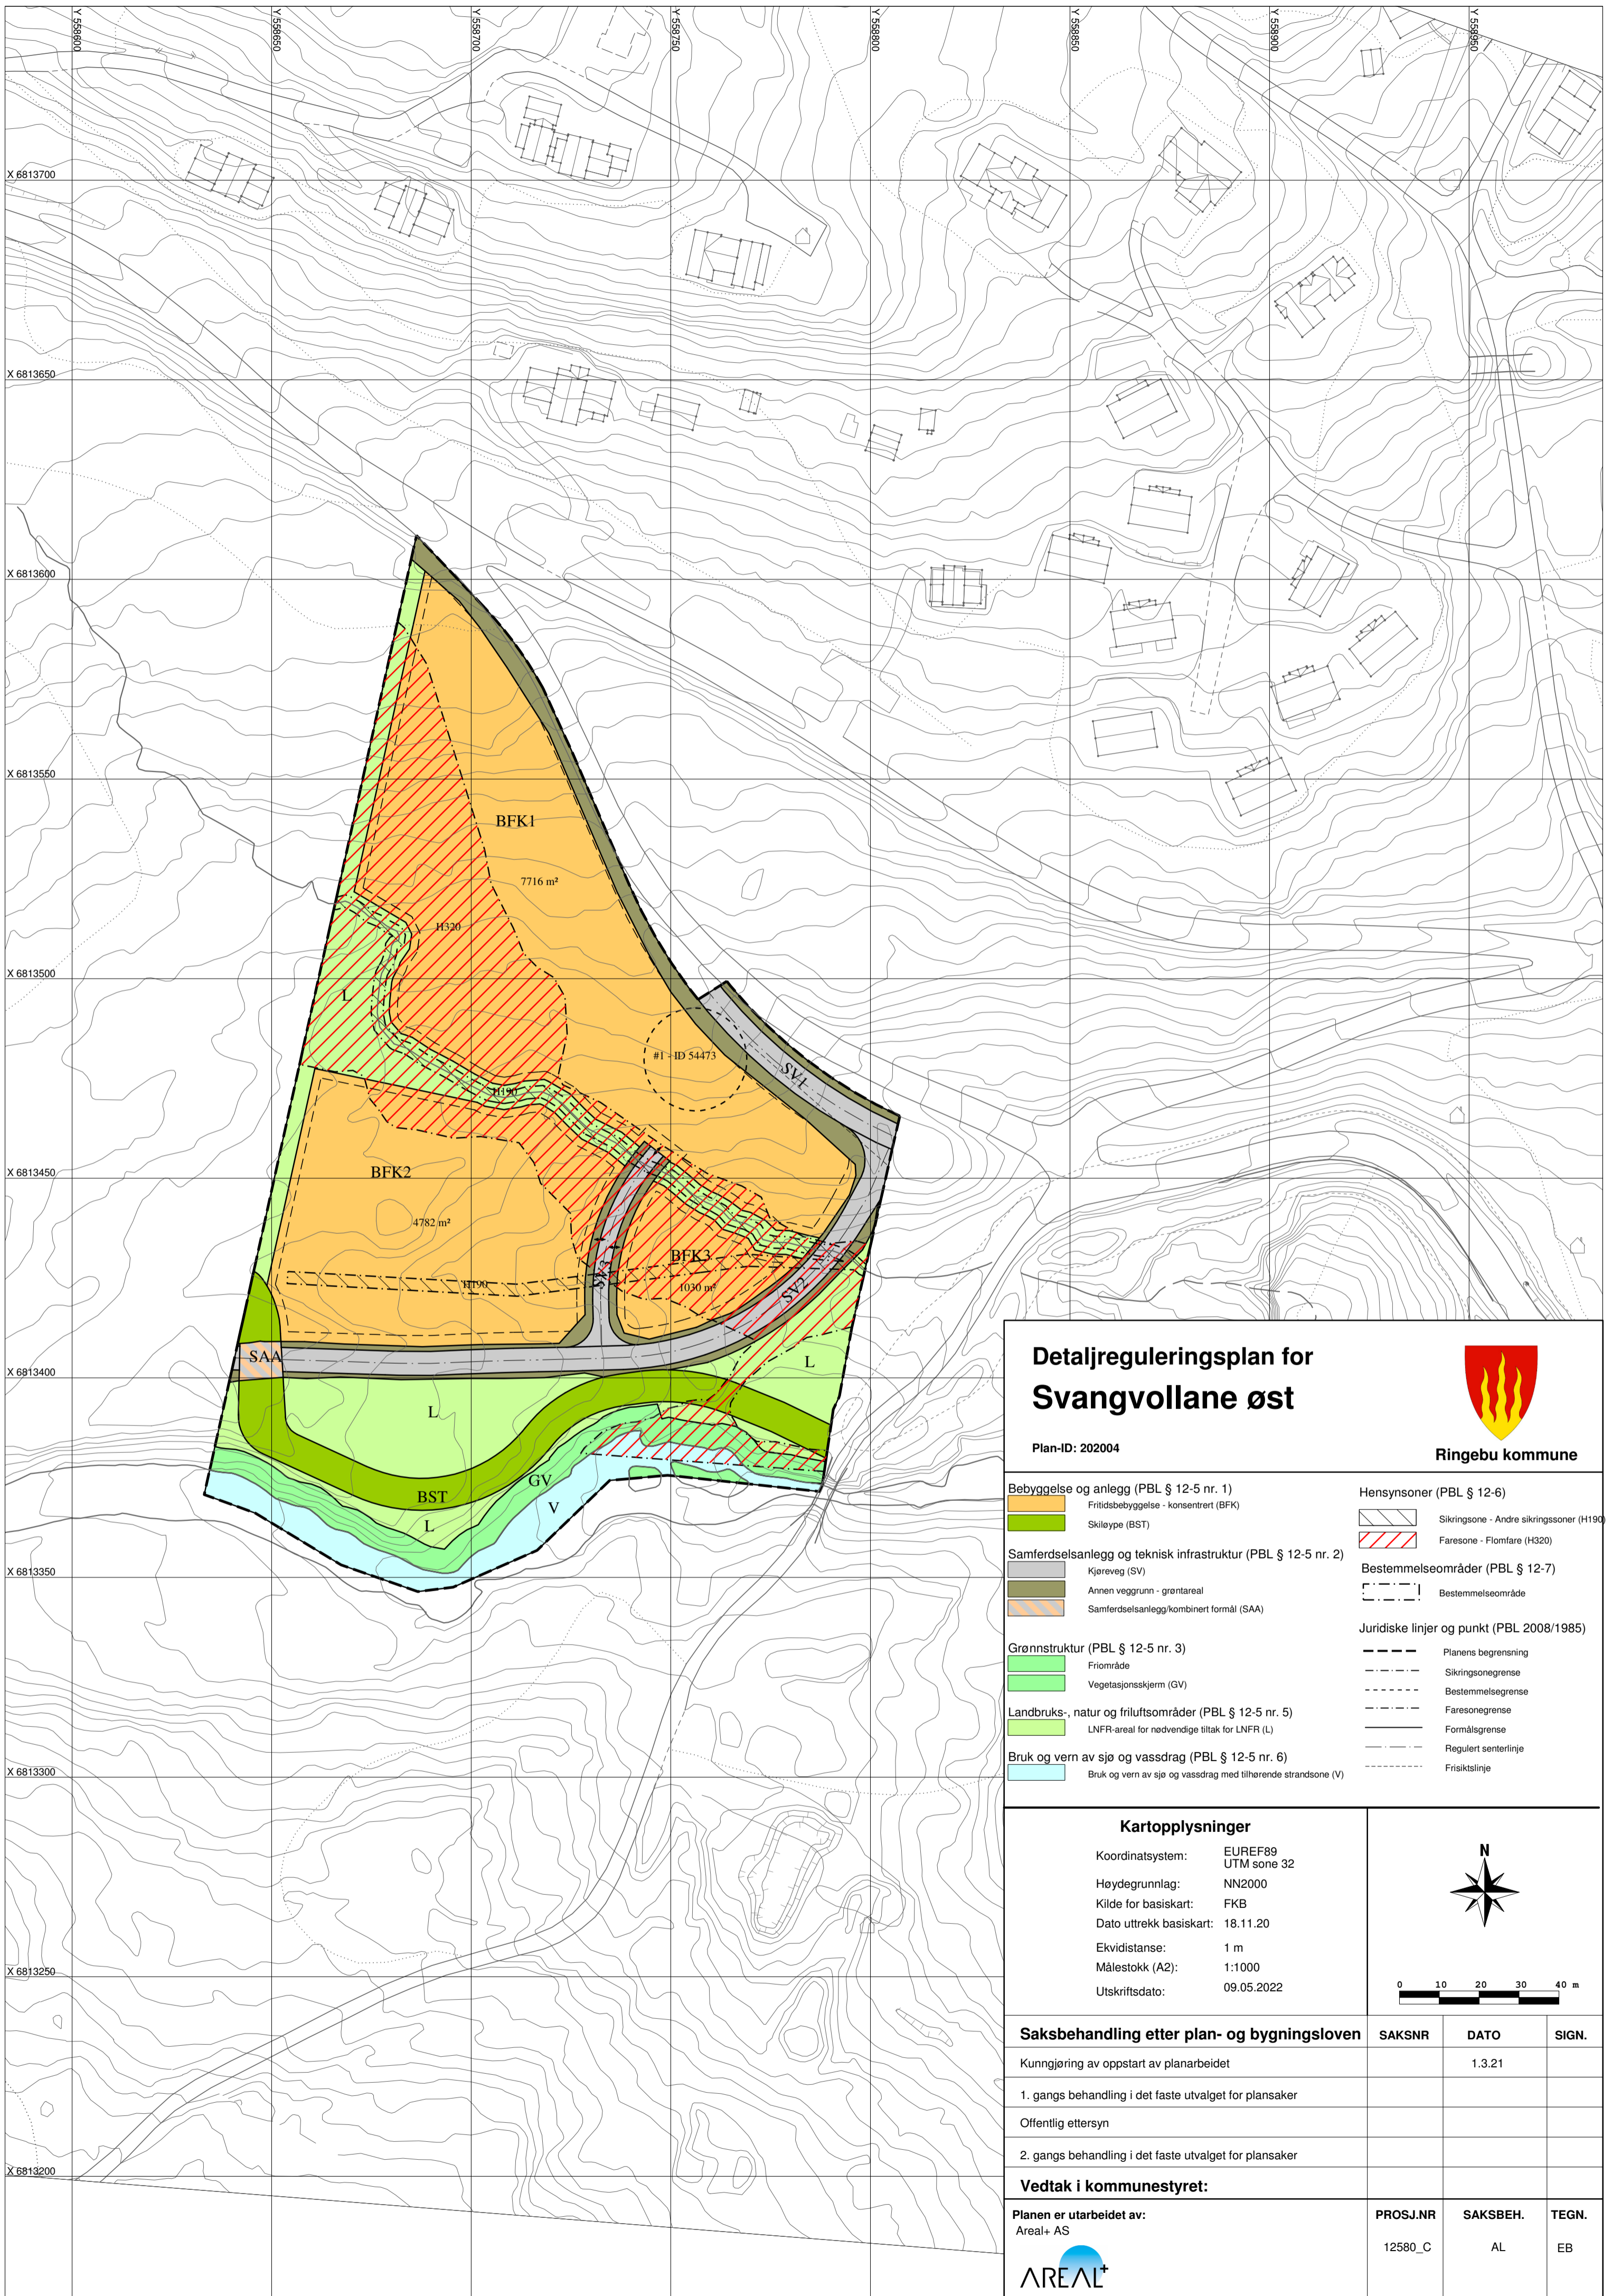 Y 558600
Y 558650
Y 558700
Y 558750
Y 558800
Y 558850
Y 558900
Y 558950
X 6813700
X 6813650
X 6813600
X 6813550
X 6813500
X 6813450
X 6813400
X 6813350
X 6813300
X 6813250
X 6813200
BFK1
7716 m²
H320
L
#1 - ID 54473
SV1
H190
BFK2
4782 m²
BFK3
1030 m²
H190
SV3
SV2
SAA
L
L
BST
GV
L
V
Detaljreguleringsplan for
Svangvollane øst
Plan-ID: 202004
Ringebu kommune
Bebyggelse og anlegg (PBL § 12-5 nr. 1)
Fritidsbebyggelse - konsentrert (BFK)
Skiløype (BST)
Samferdselsanlegg og teknisk infrastruktur (PBL § 12-5 nr. 2)
Kjøreveg (SV)
Annen veggrunn - grøntareal
Samferdselsanlegg/kombinert formål (SAA)
Grønnstruktur (PBL § 12-5 nr. 3)
Friområde
Vegetasjonsskjerm (GV)
Landbruks-, natur og friluftsområder (PBL § 12-5 nr. 5)
LNFR-areal for nødvendige tiltak for LNFR (L)
Bruk og vern av sjø og vassdrag (PBL § 12-5 nr. 6)
Bruk og vern av sjø og vassdrag med tilhørende strandsone (V)
Hensynsoner (PBL § 12-6)
Sikringsone - Andre sikringssoner (H190)
Faresone - Flomfare (H320)
Bestemmelseområder (PBL § 12-7)
Bestemmelseområde
Juridiske linjer og punkt (PBL 2008/1985)
Planens begrensning
Sikringsonegrense
Bestemmelsegrense
Faresonegrense
Formålsgrense
Regulert senterlinje
Frisiktslinje
Kartopplysninger
Koordinatsystem: EUREF89
UTM sone 32
Høydegrunnlag: NN2000
Kilde for basiskart: FKB
Dato uttrekk basiskart: 18.11.20
Ekvidistanse: 1 m
Målestokk (A2): 1:1000
Utskriftsdato: 09.05.2022
N
0 10 20 30 40 m
Saksbehandling etter plan- og bygningsloven SAKSNR DATO SIGN.
Kunngjøring av oppstart av planarbeidet 1.3.21
1. gangs behandling i det faste utvalget for plansaker
Offentlig ettersyn
2. gangs behandling i det faste utvalget for plansaker
Vedtak i kommunestyret:
Planen er utarbeidet av: PROSJ.NR SAKSBEH. TEGN.
Areal+ AS
12580_C AL EB
AREAL+